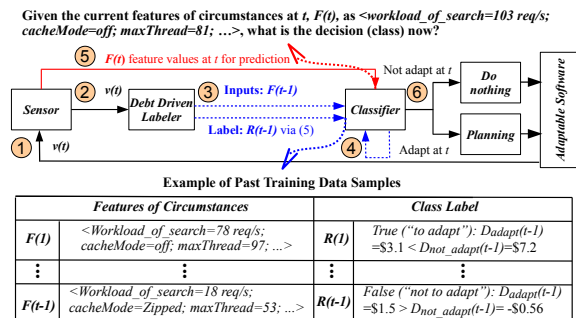 Given the current features of circumstances at t, F(t), as <workload_of_search=103 req/s;
cacheMode=off; maxThread=81; …>, what is the decision (class) now?
5
F(t) feature values at t for prediction
6
Not adapt at t
Do
nothing
Sensor
2
v(t)
Debt Driven
Labeler
3
Inputs: F(t-1)
Label: R(t-1) via (5)
Classifier
Planning
Adaptable Software
1
v(t)
4
Adapt at t
Example of Past Training Data Samples
Features of Circumstances
Class Label
F(1)
<Workload_of_search=78 req/s;
cacheMode=off; maxThread=97; ...>
R(1)
True ("to adapt"): Dadapt(t-1)
=$3.1 < Dnot_adapt(t-1)=$7.2
F(t-1)
<Workload_of_search=18 req/s;
cacheMode=Zipped; maxThread=53; ...>
R(t-1)
False ("not to adapt"): Dadapt(t-1)
=$1.5 > Dnot_adapt(t-1)= -$0.56